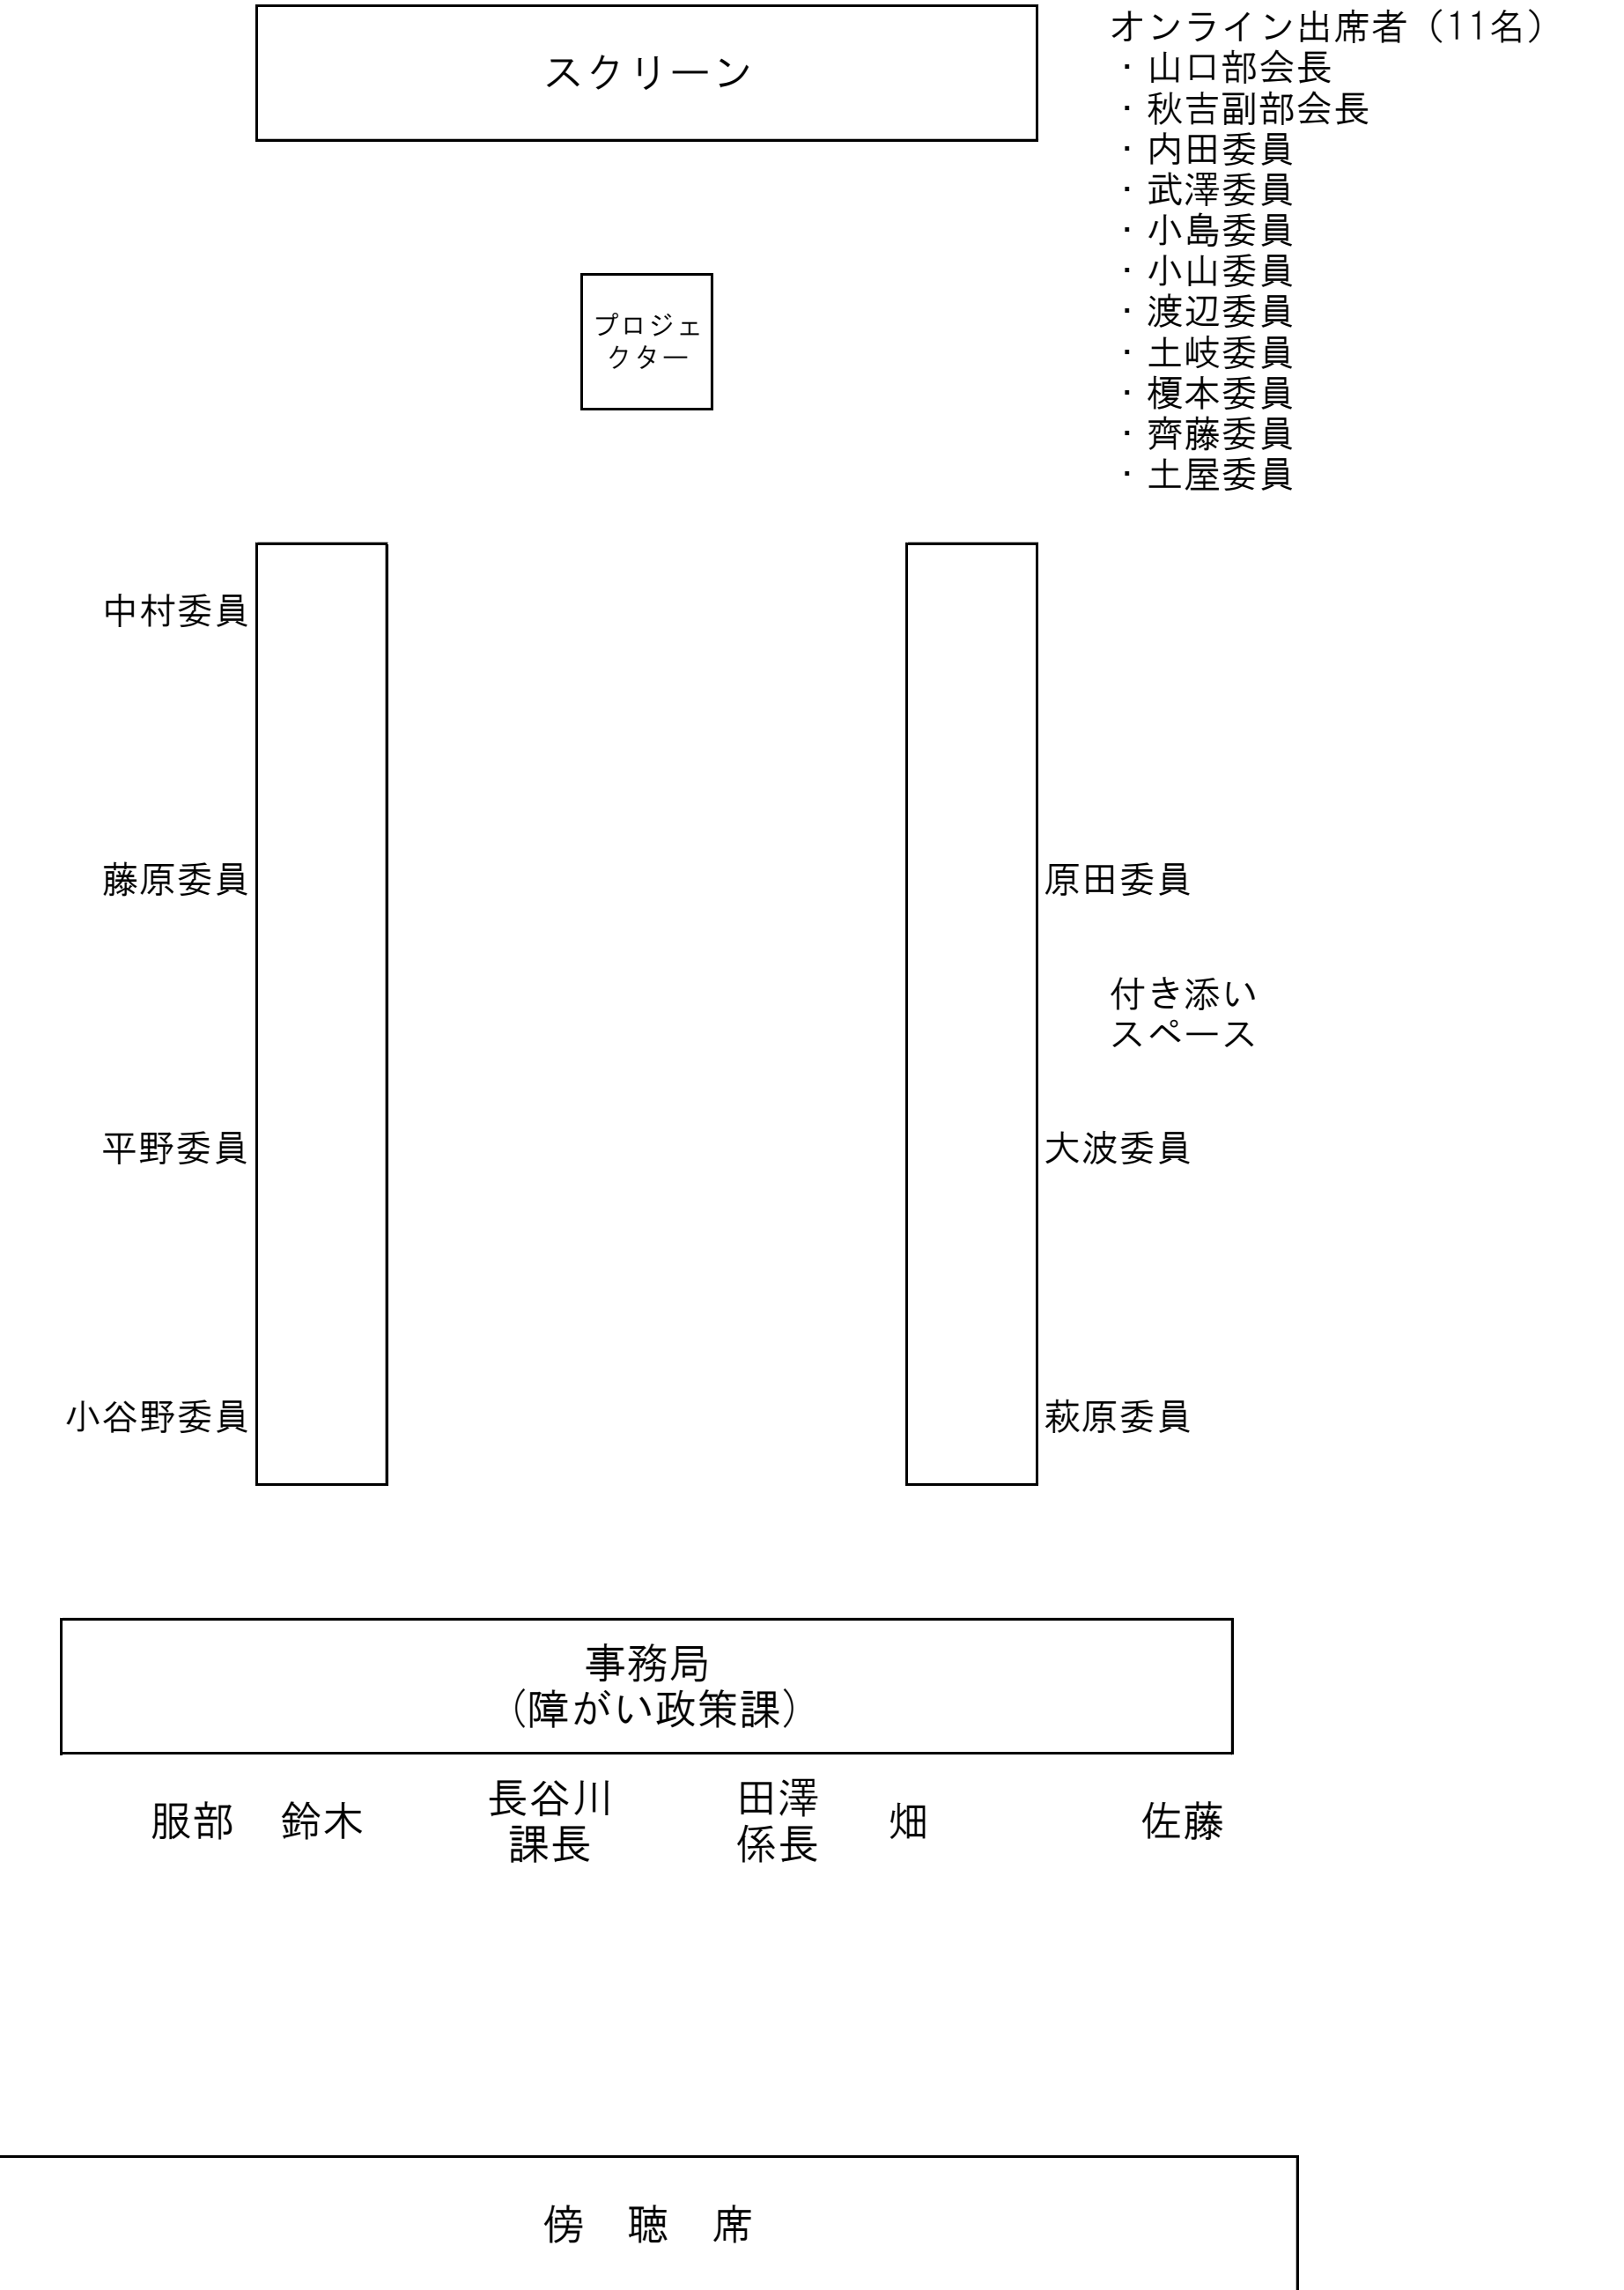 スクリーン
オンライン出席者（11名）
・山口部会長
・秋吉副部会長
・内田委員
・武澤委員
・小島委員
・小山委員
・渡辺委員
・土岐委員
・榎本委員
・齊藤委員
・土屋委員
プロジェ
クター
中村委員
藤原委員
原田委員
付き添い
スペース
平野委員
大波委員
小谷野委員
萩原委員
事務局
（障がい政策課）
服部
鈴木
長谷川
課長
田澤
係長
畑
佐藤
傍　聴　席